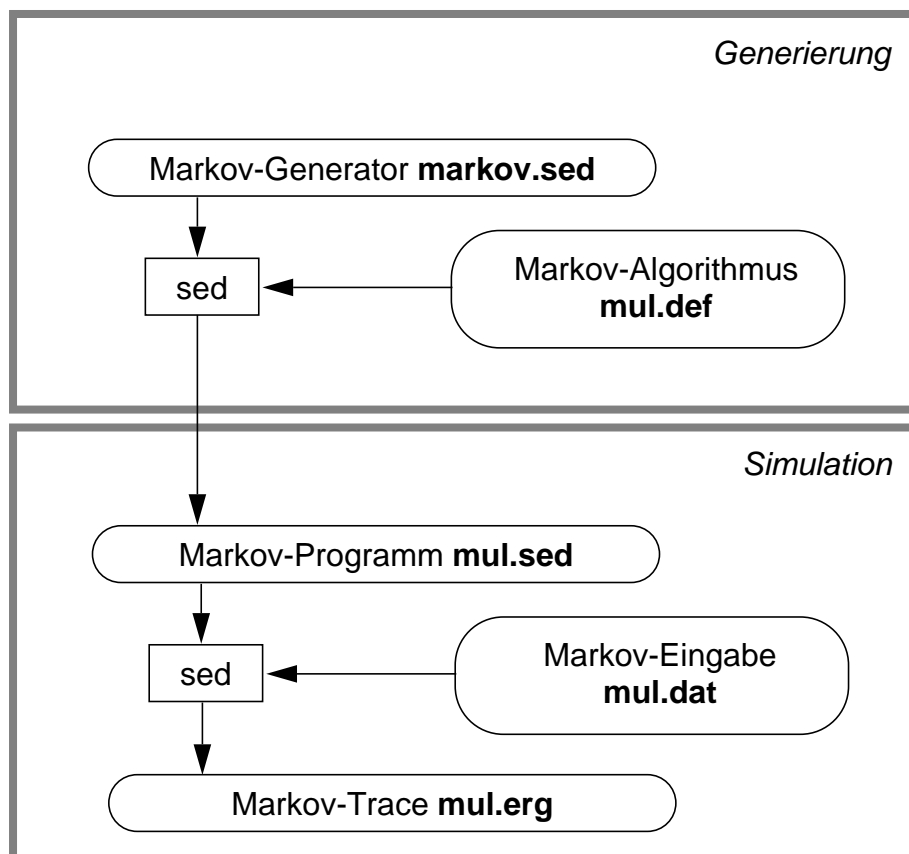 Generierung
Markov-Generator markov.sed
sed
Markov-Algorithmus
mul.def
Simulation
Markov-Programm mul.sed
sed
Markov-Eingabe
mul.dat
Markov-Trace mul.erg